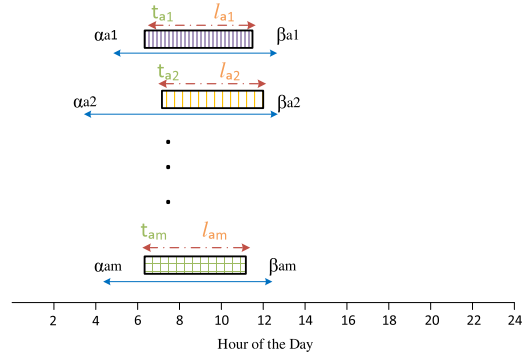 ta1 la1
αa1 βa1
ta2 la2
αa2 βa2
tam lam
αam βam
2 4 6 8 10 12 14 16 18 20 22 24
Hour of the Day